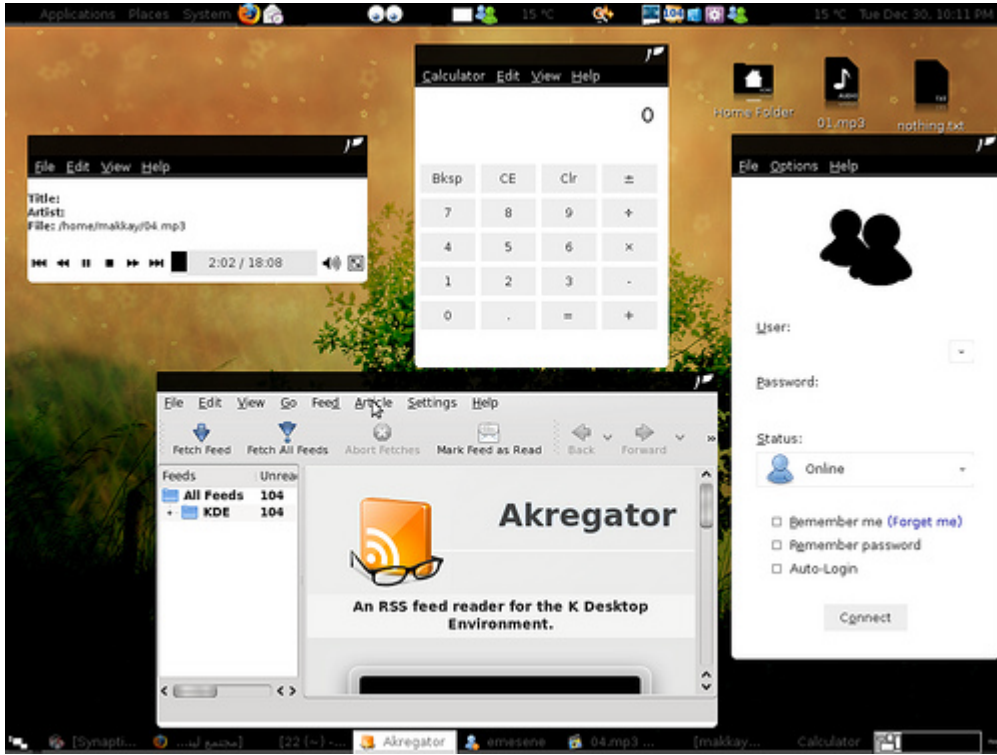 Applications Places System 15 °C 104 15 °C Tue Dec 30, 10:11 PM
Calculator Edit View Help
0
Bksp CE Clr ±
7 8 9 ÷
4 5 6 ×
1 2 3 -
0 . = +
Home Folder
AUDIO
01.mp3
TXT
nothing.txt
File Edit View Help
Title:
Artist:
File: /home/makkay/04.mp3
2:02 / 18:08
File Options Help
User:
Password:
Status:
Online
Remember me (Forget me)
Remember password
Auto-Login
Connect
File Edit View Go Feed Article Settings Help
Fetch Feed Fetch All Feeds Abort Fetches Mark Feed as Read Back Forward »
Feeds Unrea
All Feeds 104
KDE 104
Akregator
An RSS feed reader for the K Desktop
Environment.
[Synapti... [22 (~) -... Akregator emesene 04.mp3 ... [makkay... Calculator